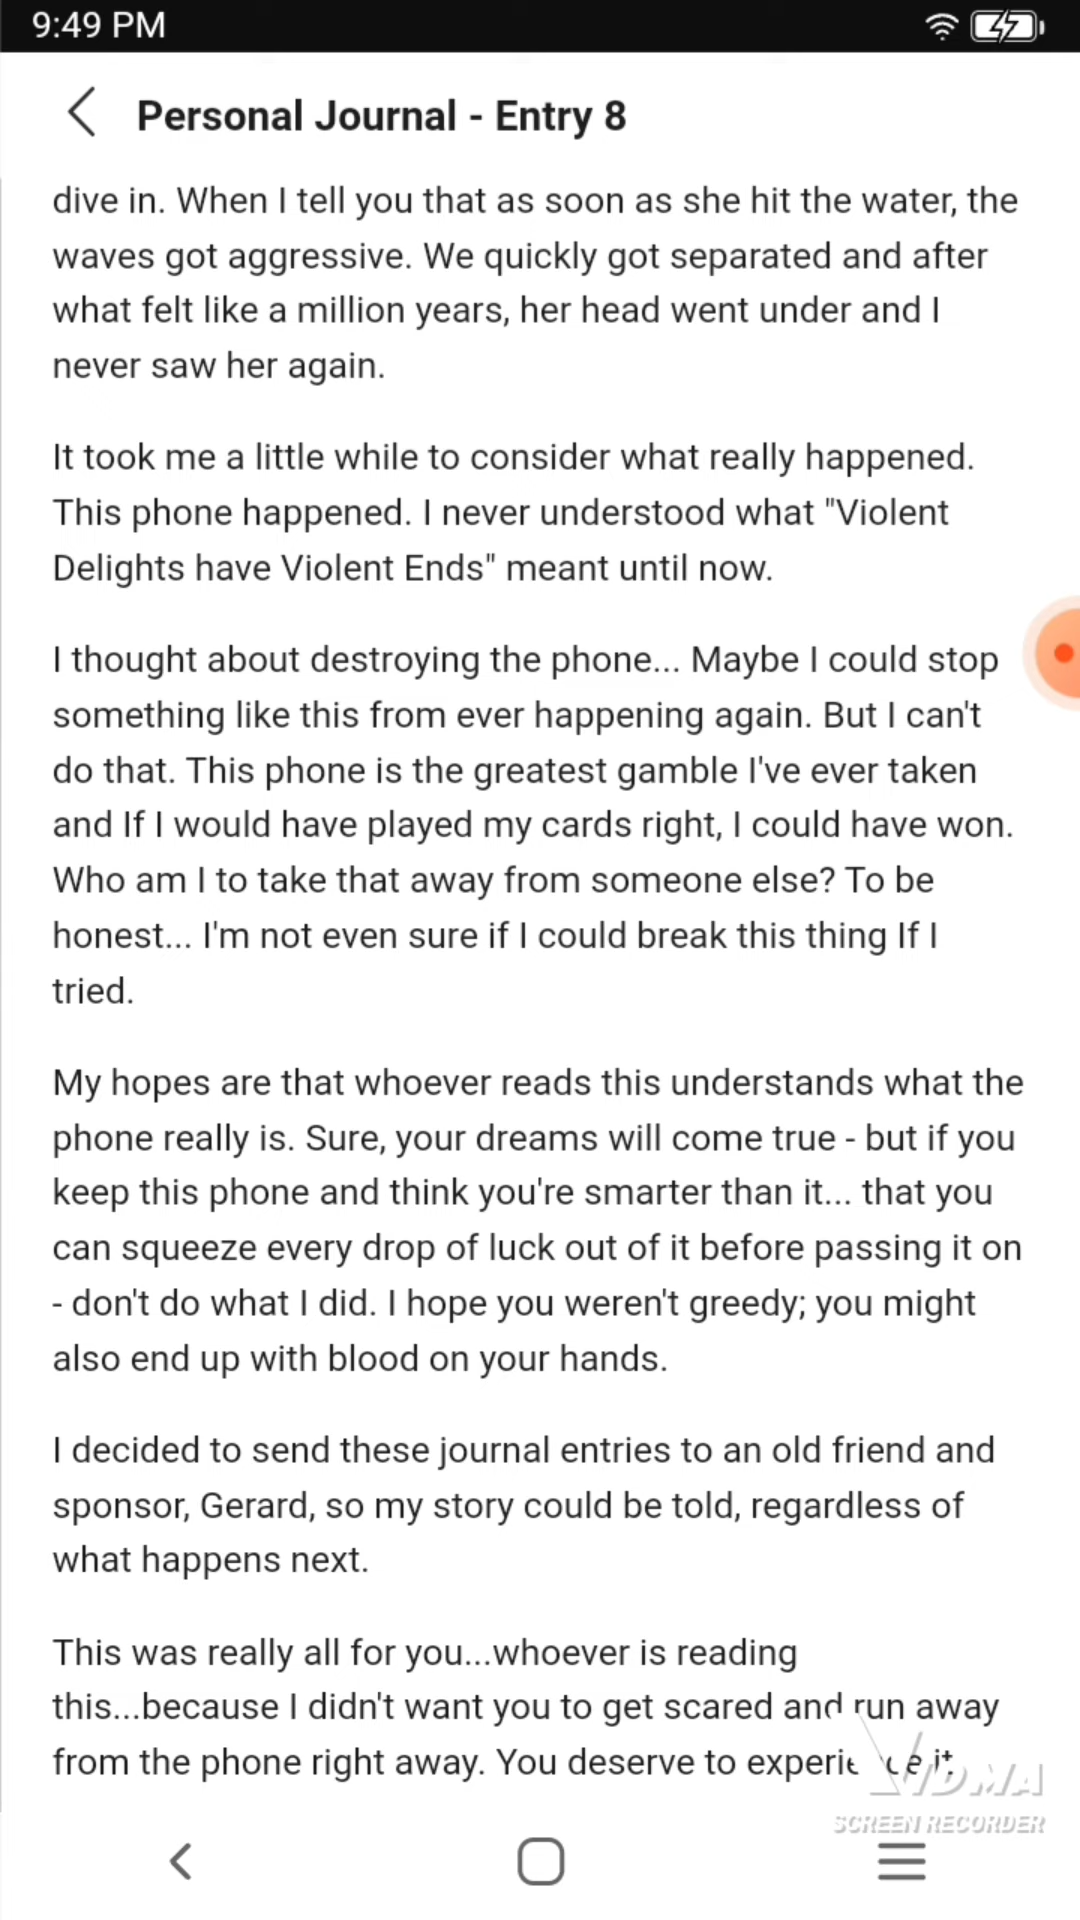 9:49 PM
Personal Journal - Entry 8
dive in. When I tell you that as soon as she hit the water, the
waves got aggressive. We quickly got separated and after
what felt like a million years, her head went under and I
never saw her again.
It took me a little while to consider what really happened.
This phone happened. I never understood what "Violent
Delights have Violent Ends" meant until now.
I thought about destroying the phone... Maybe I could stop
something like this from ever happening again. But I can't
do that. This phone is the greatest gamble I've ever taken
and If I would have played my cards right, I could have won.
Who am I to take that away from someone else? To be
honest... I'm not even sure if I could break this thing If I
tried.
My hopes are that whoever reads this understands what the
phone really is. Sure, your dreams will come true - but if you
keep this phone and think you're smarter than it... that you
can squeeze every drop of luck out of it before passing it on
- don't do what I did. I hope you weren't greedy; you might
also end up with blood on your hands.
I decided to send these journal entries to an old friend and
sponsor, Gerard, so my story could be told, regardless of
what happens next.
This was really all for you...whoever is reading
this...because I didn't want you to get scared and run away
from the phone right away. You deserve to experience it.
VIDMA
SCREEN RECORDER